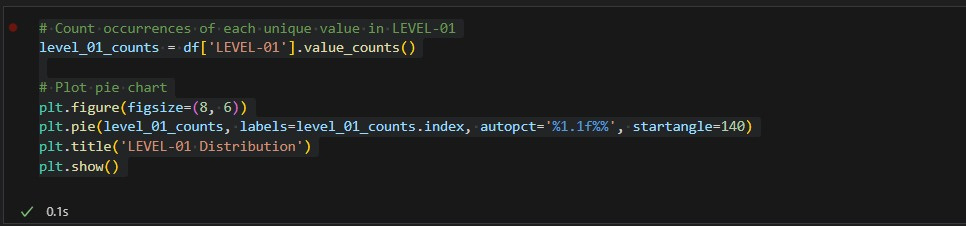 # Count occurrences of each unique value in LEVEL-01
level_01_counts = df['LEVEL-01'].value_counts()

# Plot pie chart
plt.figure(figsize=(8, 6))
plt.pie(level_01_counts, labels=level_01_counts.index, autopct='%1.1f%%', startangle=140)
plt.title('LEVEL-01 Distribution')
plt.show()
0.1s